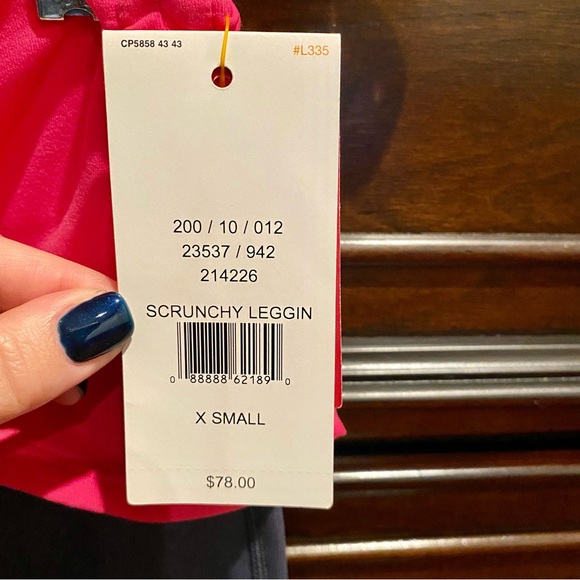 CP5858 43 43 #L335
200 / 10 / 012
23537 / 942
214226
SCRUNCHY LEGGIN
0 88888 62189 0
X SMALL
$78.00